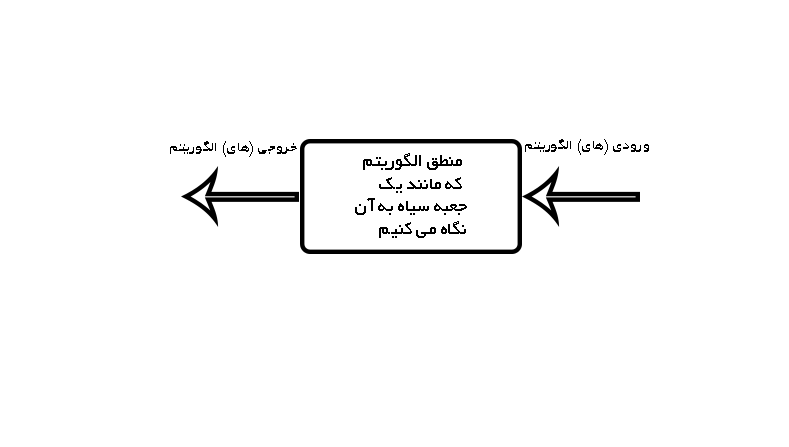 ورودی (های) الگوریتم
منطق الگوریتم
که مانند یک
جعبه سیاه به آن
نگاه می کنیم
خروجی (های) الگوریتم